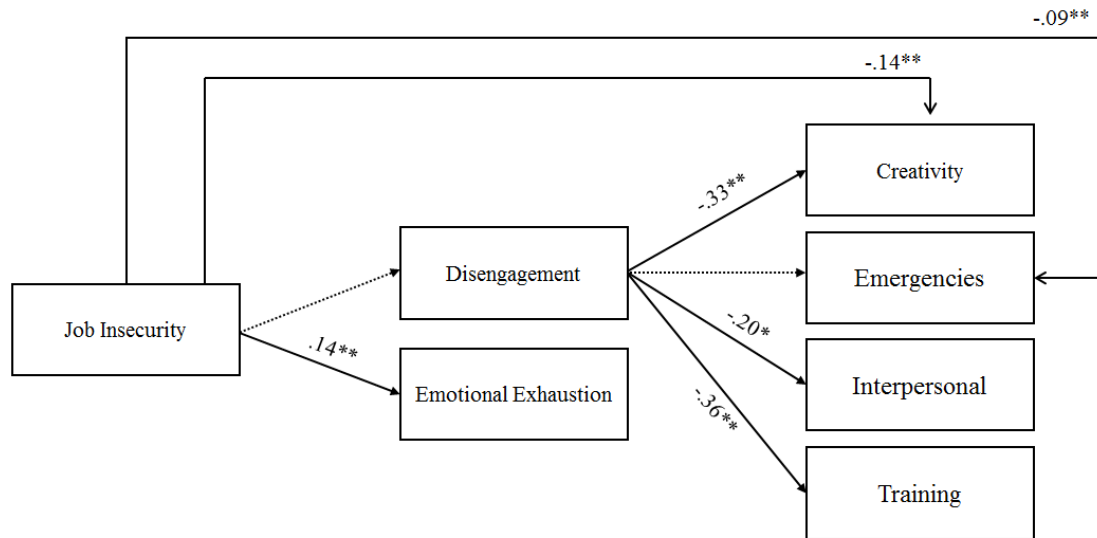 -.09**
-.14**
Creativity
-.33**
Disengagement
Emergencies
Job Insecurity
.14**
-.20*
Emotional Exhaustion
Interpersonal
-.36**
Training